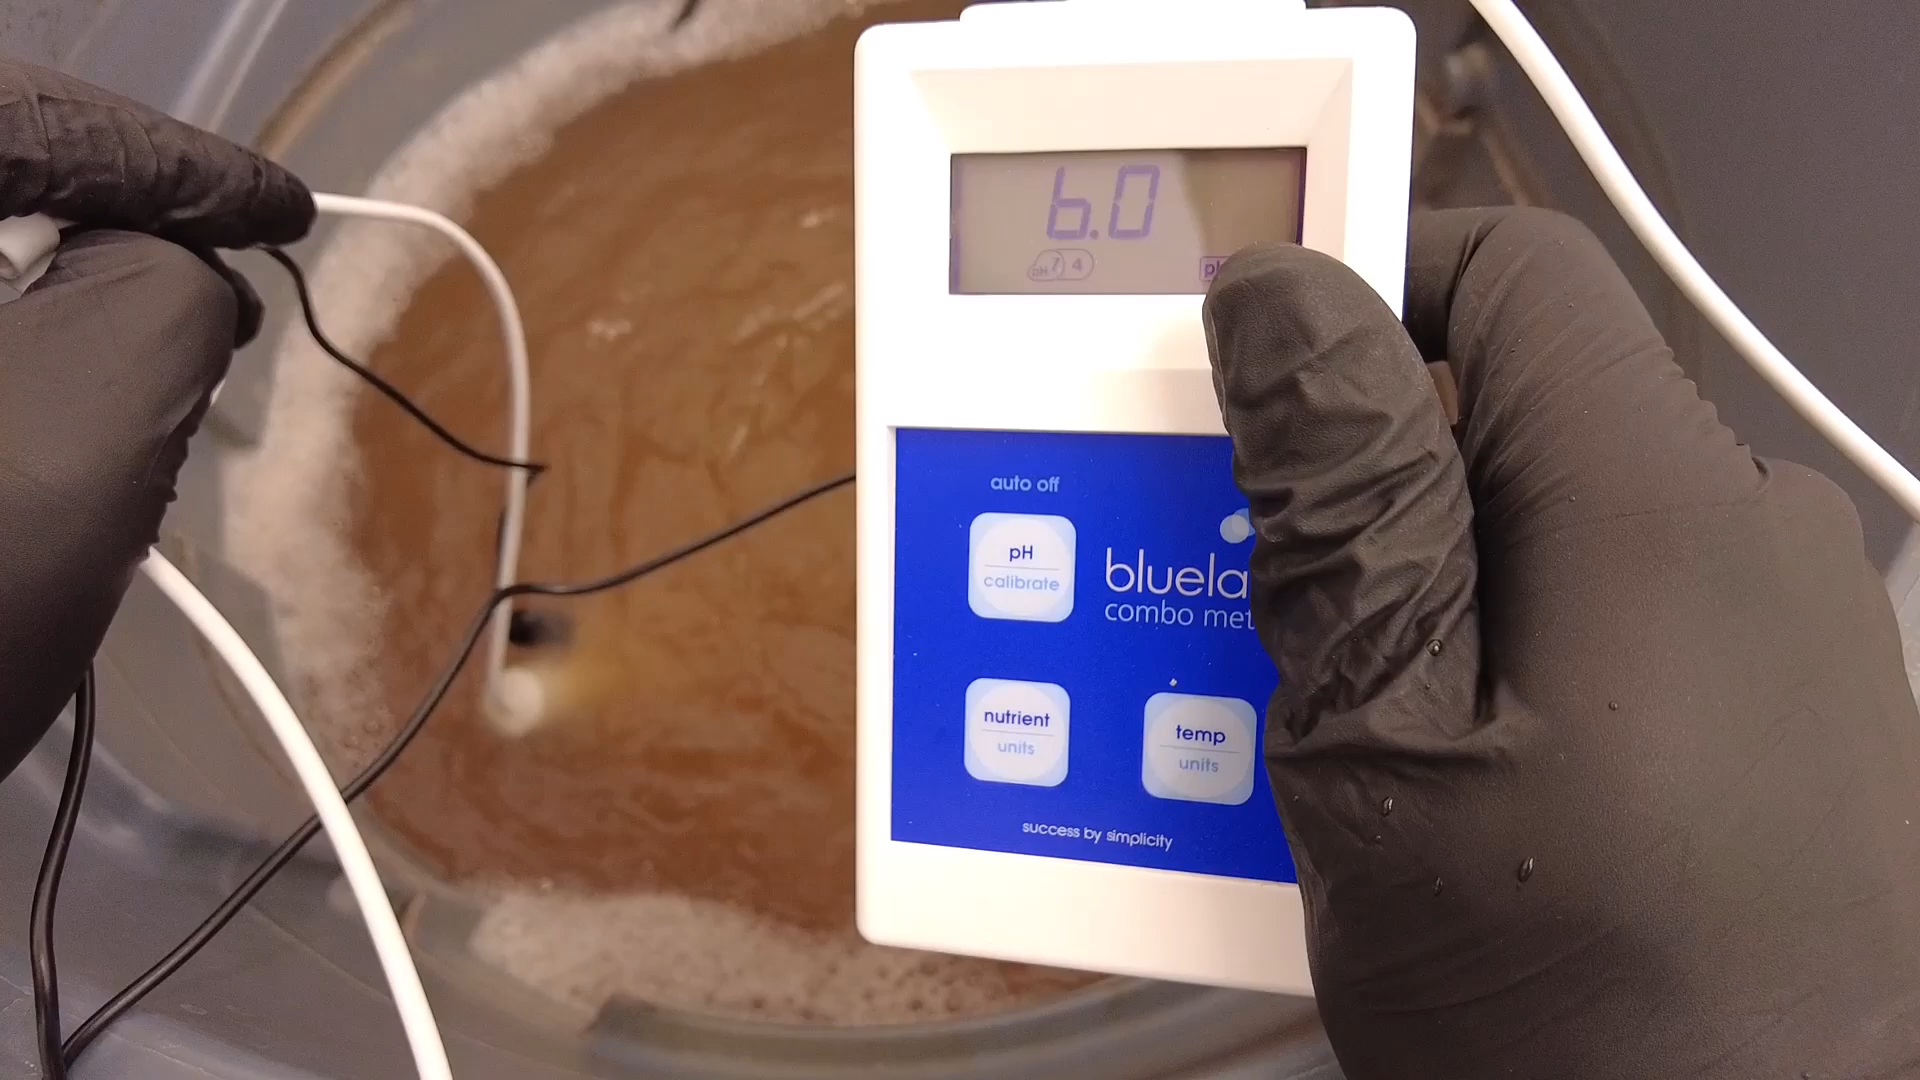 6.0
pH 7 4
auto off
pH
calibrate
nutrient
units
temp
units
success by simplicity